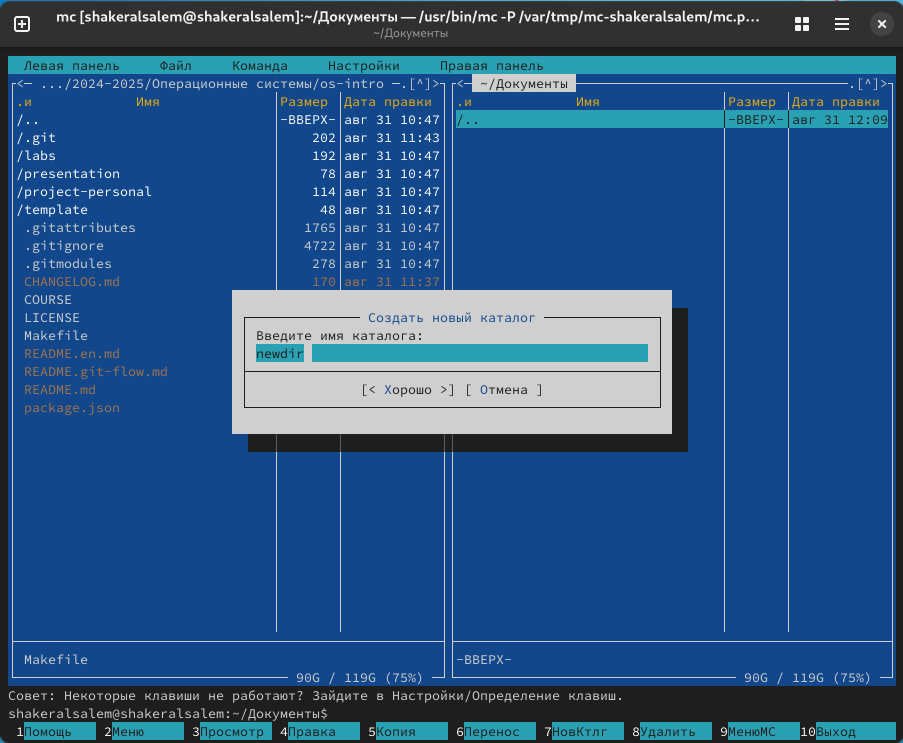 mc [shakeralsalem@shakeralsalem]:~/Документы — /usr/bin/mc -P /var/tmp/mc-shakeralsalem/mc.p…
~/Документы
Левая панель Файл Команда Настройки Правая панель
<— .../2024-2025/Операционные системы/os-intro —.[^]> <— ~/Документы .[^]>
.и Имя Размер Дата правки .и Имя Размер Дата правки
/.. -ВВЕРХ- авг 31 10:47 /.. -ВВЕРХ- авг 31 12:09
/.git 202 авг 31 11:43
/labs 192 авг 31 10:47
/presentation 78 авг 31 10:47
/project-personal 114 авг 31 10:47
/template 48 авг 31 10:47
.gitattributes 1765 авг 31 10:47
.gitignore 4722 авг 31 10:47
.gitmodules 278 авг 31 10:47
CHANGELOG.md 170 авг 31 11:37
COURSE
LICENSE
Makefile
README.en.md
README.git-flow.md
README.md
package.json
Создать новый каталог
Введите имя каталога:
newdir
[< Хорошо >] [ Отмена ]
Makefile -ВВЕРХ-
90G / 119G (75%) 90G / 119G (75%)
Совет: Некоторые клавиши не работают? Зайдите в Настройки/Определение клавиш.
shakeralsalem@shakeralsalem:~/Документы$
1Помощь 2Меню 3Просмотр 4Правка 5Копия 6Перенос 7НовКтлг 8Удалить 9МенюМС 10Выход